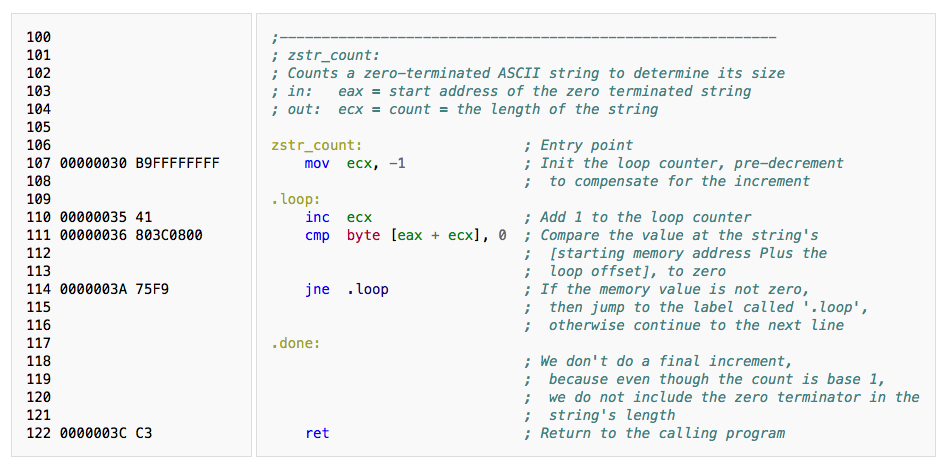 100 ;------------------------------------------------------------
101 ; zstr_count:
102 ; Counts a zero-terminated ASCII string to determine its size
103 ; in:   eax = start address of the zero terminated string
104 ; out:  ecx = count = the length of the string
105
106 zstr_count:                   ; Entry point
107 00000030 B9FFFFFFFF     mov  ecx, -1              ; Init the loop counter, pre-decrement
108                               ;  to compensate for the increment
109 .loop:
110 00000035 41     inc  ecx                  ; Add 1 to the loop counter
111 00000036 803C0800     cmp  byte [eax + ecx], 0  ; Compare the value at the string's
112                               ;  [starting memory address Plus the
113                               ;  loop offset], to zero
114 0000003A 75F9     jne  .loop                ; If the memory value is not zero,
115                               ;  then jump to the label called '.loop',
116                               ;  otherwise continue to the next line
117 .done:
118                               ; We don't do a final increment,
119                               ;  because even though the count is base 1,
120                               ;  we do not include the zero terminator in the
121                               ;  string's length
122 0000003C C3     ret                       ; Return to the calling program